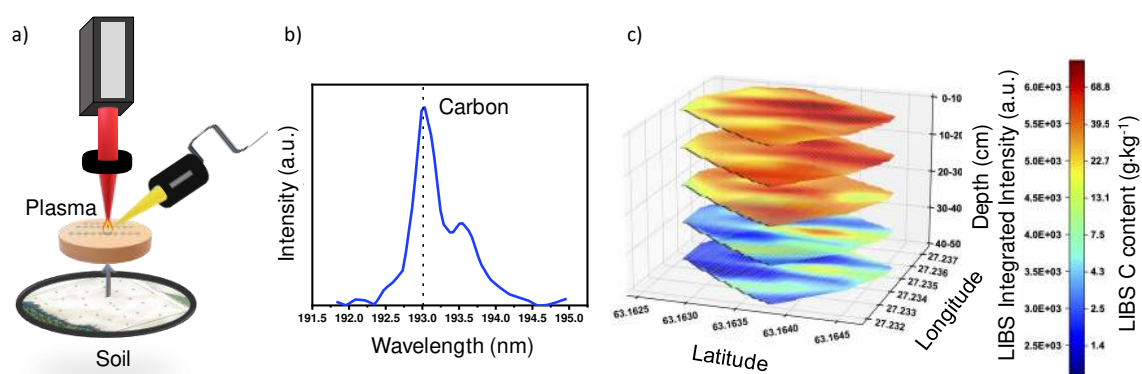 a)
Plasma
Soil
b)
Carbon
Intensity (a.u.)
191.5 192.0 192.5 193.0 193.5 194.0 194.5 195.0
Wavelength (nm)
c)
0-10
10-20
20-30
30-40
40-50
Depth (cm)
27.237
27.236
27.235
27.234
27.233
27.232
Longitude
63.1625
63.1630
63.1635
63.1640
63.1645
Latitude
LIBS Integrated Intensity (a.u.)
6.0E+03
5.5E+03
5.0E+03
4.5E+03
4.0E+03
3.5E+03
3.0E+03
2.5E+03
68.8
39.5
22.7
13.1
7.5
4.3
2.5
1.4
LIBS C content (g·kg⁻¹)